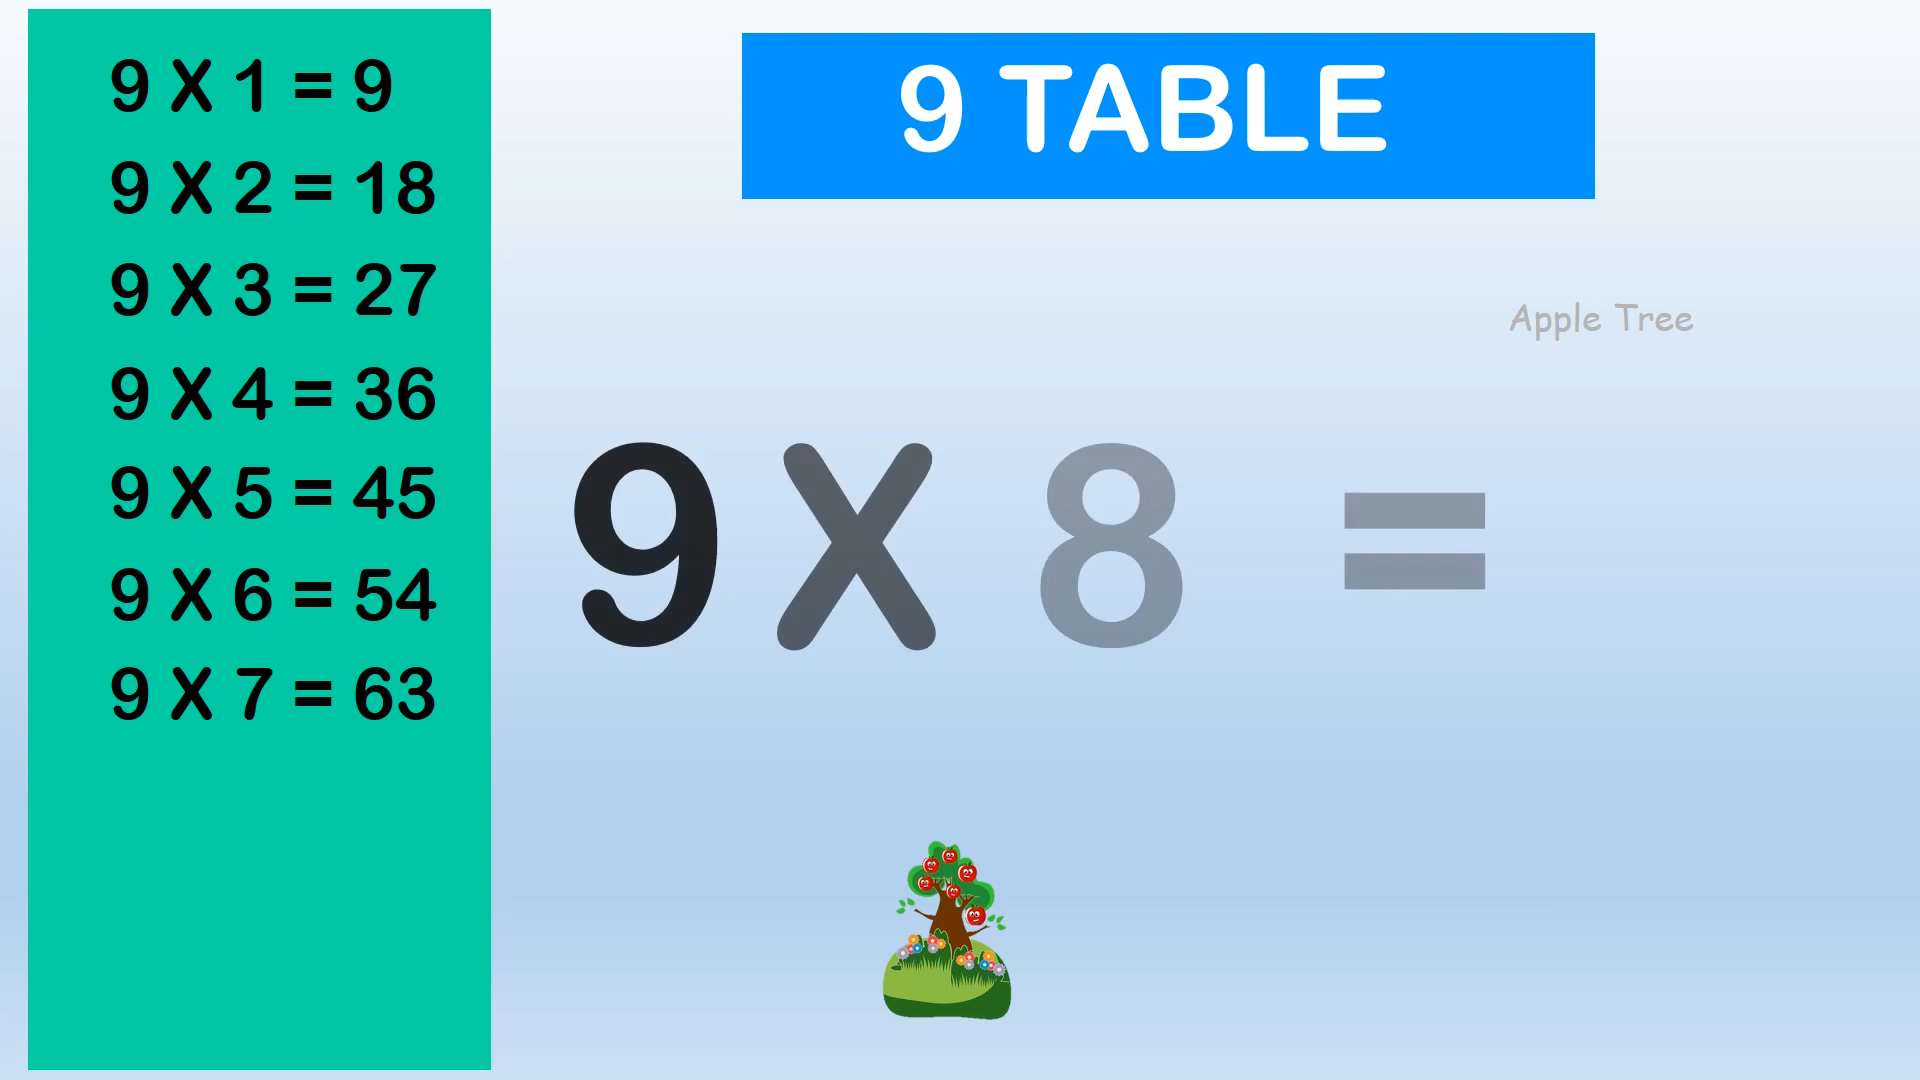 9 X 1 = 9
9 X 2 = 18
9 X 3 = 27
9 X 4 = 36
9 X 5 = 45
9 X 6 = 54
9 X 7 = 63
9 TABLE
Apple Tree
9 X 8 =